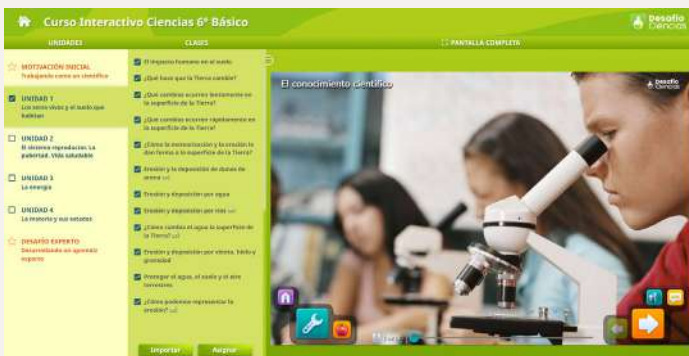 Curso Interactivo Ciencias 6º Básico
Desafío
Ciencias
UNIDADES
CLASES
PANTALLA COMPLETA
MOTIVACIÓN INICIAL
Trabajando como un científico
UNIDAD 1
Los seres vivos y el suelo que
habitan
UNIDAD 2
El sistema reproductor. La
pubertad. Vida saludable
UNIDAD 3
La energía
UNIDAD 4
La materia y sus estados
DESAFÍO EXPERTO
experto
El impacto humano en el suelo
¿Qué hace que la Tierra cambie?
¿Qué cambios ocurren lentamente en
la superficie de la Tierra?
¿Qué cambios ocurren rápidamente en
la superficie de la Tierra?
¿Cómo la meteorización y la erosión le
dan forma a la superficie de la Tierra?
Erosión y la deposición de dunas de
arena
Erosión y deposición por agua
Erosión y deposición por ríos
¿Cómo cambia el agua la superficie de
la Tierra?
Erosión y deposición por viento, hielo y
gravedad
Proteger el agua, el suelo y el aire
terrestres
¿Cómo podemos representar la
erosión?
Importar
Asignar
El conocimiento científico
Desafío
Ciencias